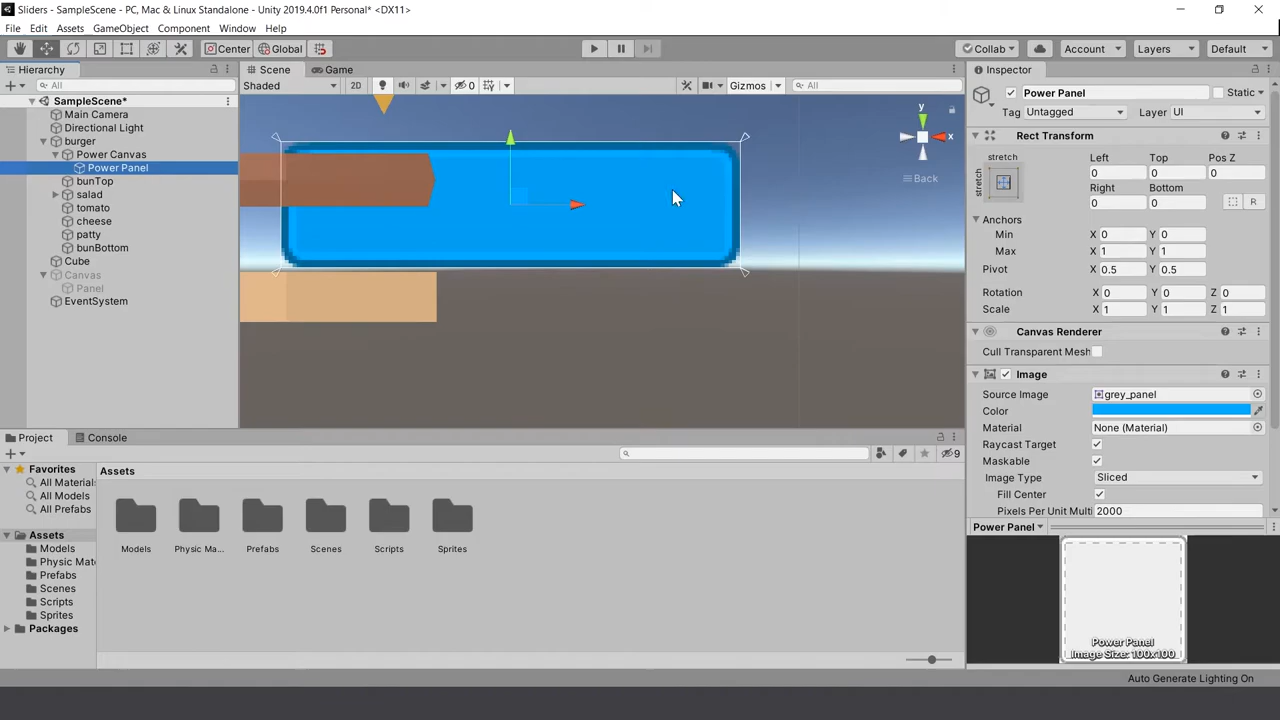 Sliders - SampleScene - PC, Mac & Linux Standalone - Unity 2019.4.0f1 Personal* <DX11>
File Edit Assets GameObject Component Window Help
Center Global Collab Account Layers Default
Hierarchy Scene Game Inspector
All Shaded 2D 0 Gizmos All Power Panel Static
SampleScene* y Tag Untagged Layer UI
Main Camera
Directional Light x Rect Transform
burger
Power Canvas stretch Left Top Pos Z
Power Panel Back stretch 0 0 0
bunTop Right Bottom
salad 0 0 R
tomato Anchors
cheese Min X 0 Y 0
patty Max X 1 Y 1
bunBottom Pivot X 0.5 Y 0.5
Cube
Canvas Rotation X 0 Y 0 Z 0
Panel Scale X 1 Y 1 Z 1
EventSystem
Canvas Renderer
Cull Transparent Mesh
Image
Source Image grey_panel
Color
Material None (Material)
Project Console Raycast Target
9 Maskable
Favorites Assets Image Type Sliced
All Materials
All Models Fill Center
All Prefabs Pixels Per Unit Multi 2000
Power Panel
Assets
Models Models Physic Ma... Prefabs Scenes Scripts Sprites
Physic Mat
Prefabs
Scenes
Scripts
Sprites
Packages
Power Panel
Image Size: 100x100
Auto Generate Lighting On